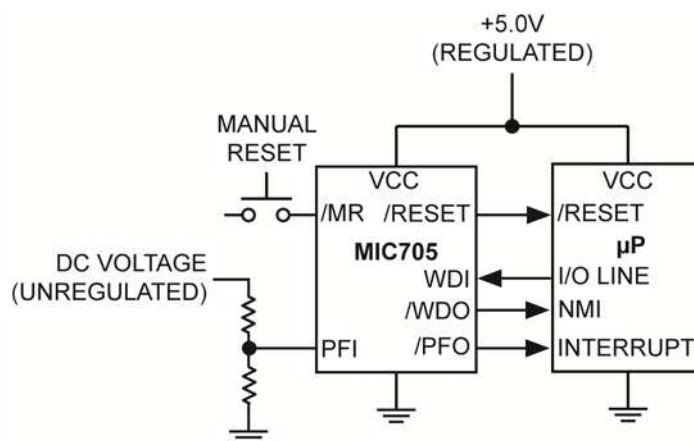 +5.0V
(REGULATED)
MANUAL
RESET
VCC
VCC
/MR
/RESET
/RESET
MIC705
µP
DC VOLTAGE
(UNREGULATED)
WDI
I/O LINE
/WDO
NMI
PFI
/PFO
INTERRUPT